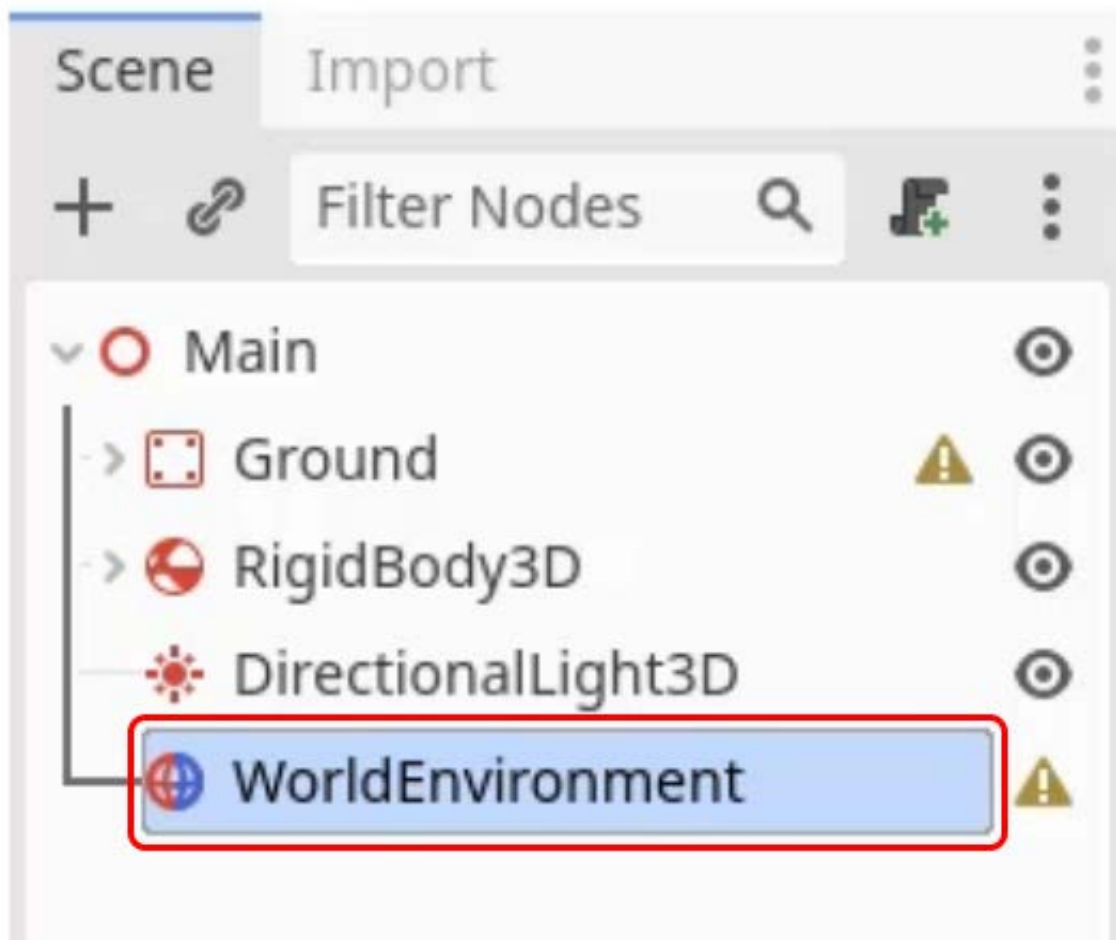 Scene Import
Filter Nodes
Main
Ground
RigidBody3D
DirectionalLight3D
WorldEnvironment